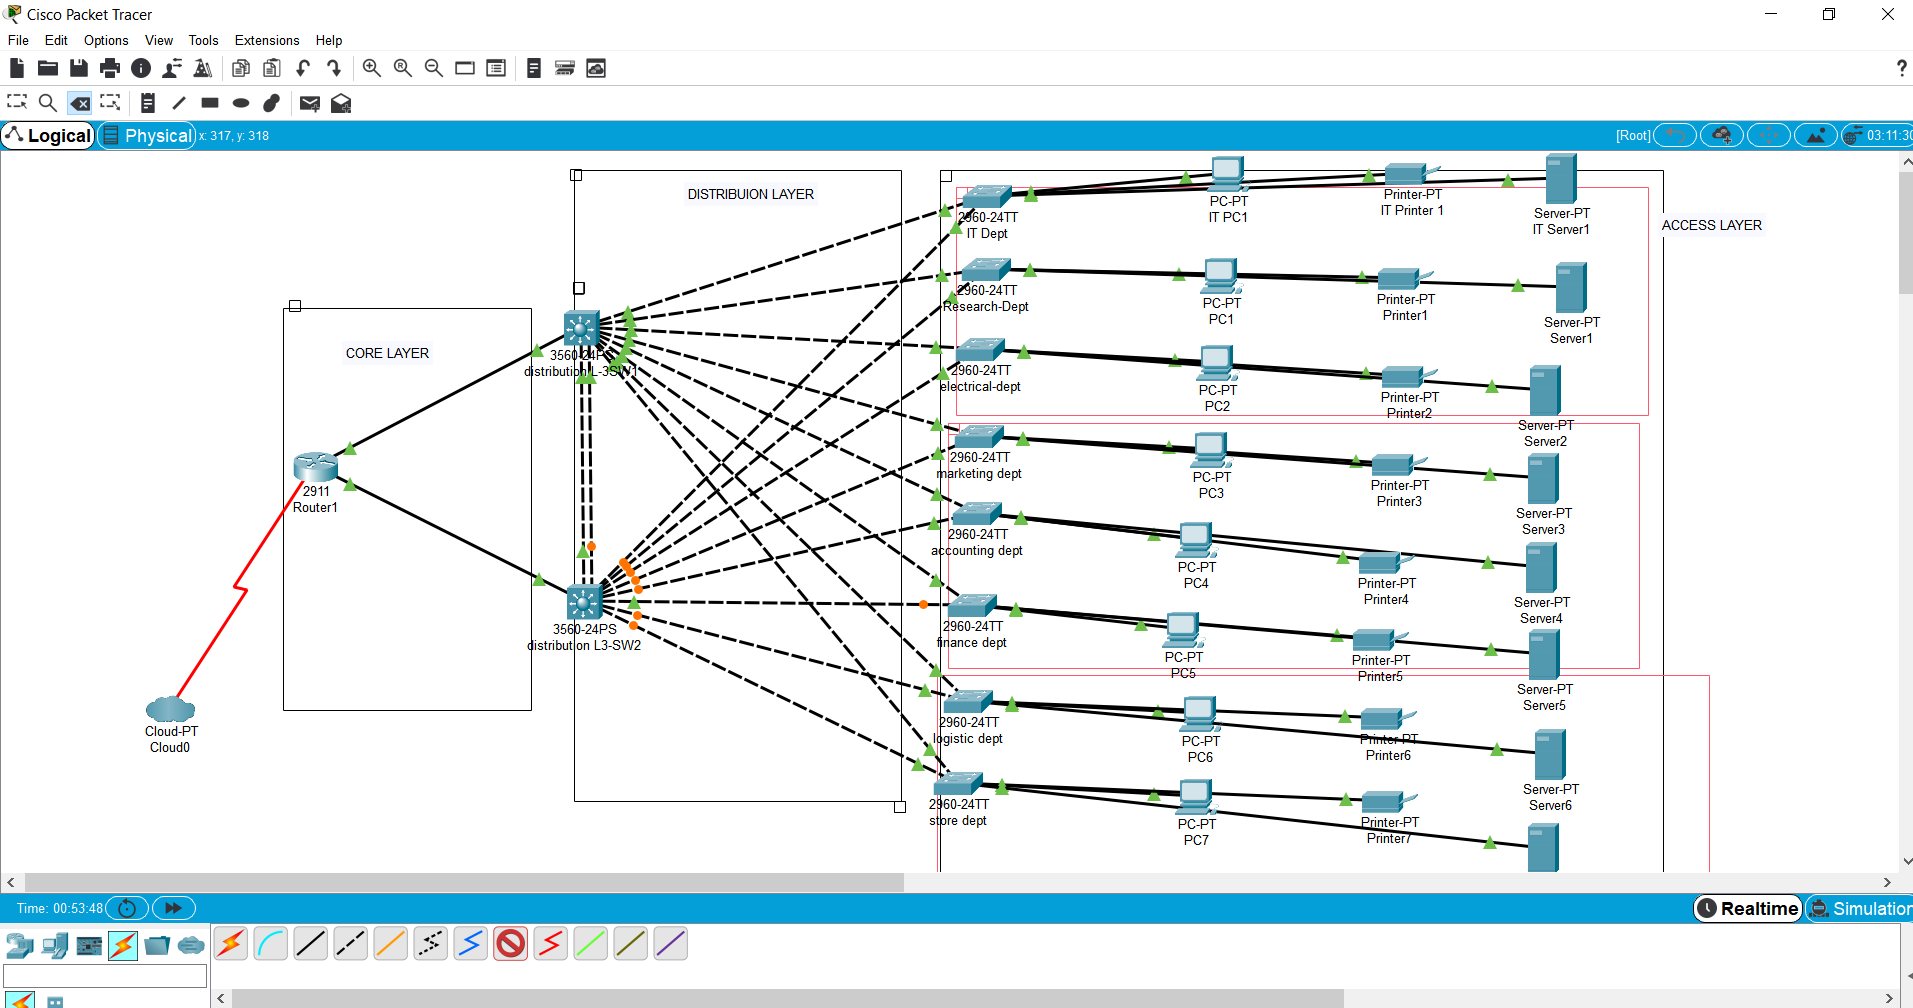 Cisco Packet Tracer
File Edit Options View Tools Extensions Help
?
Logical Physical x: 317, y: 318 [Root] 03:11:30
DISTRIBUION LAYER
CORE LAYER
ACCESS LAYER
2960-24TT
IT Dept
PC-PT
IT PC1
Printer-PT
IT Printer 1
Server-PT
IT Server1
2960-24TT
Research-Dept
PC-PT
PC1
Printer-PT
Printer1
Server-PT
Server1
3560-24PS
distribution L-3SW1
2960-24TT
electrical-dept
PC-PT
PC2
Printer-PT
Printer2
Server-PT
Server2
2960-24TT
marketing dept
PC-PT
PC3
Printer-PT
Printer3
Server-PT
Server3
2911
Router1
2960-24TT
accounting dept
PC-PT
PC4
Printer-PT
Printer4
Server-PT
Server4
3560-24PS
distribution L3-SW2
2960-24TT
finance dept
PC-PT
PC5
Printer-PT
Printer5
Server-PT
Server5
Cloud-PT
Cloud0
2960-24TT
logistic dept
PC-PT
PC6
Printer-PT
Printer6
Server-PT
Server6
2960-24TT
store dept
PC-PT
PC7
Printer-PT
Printer7
Time: 00:53:48 Realtime Simulation